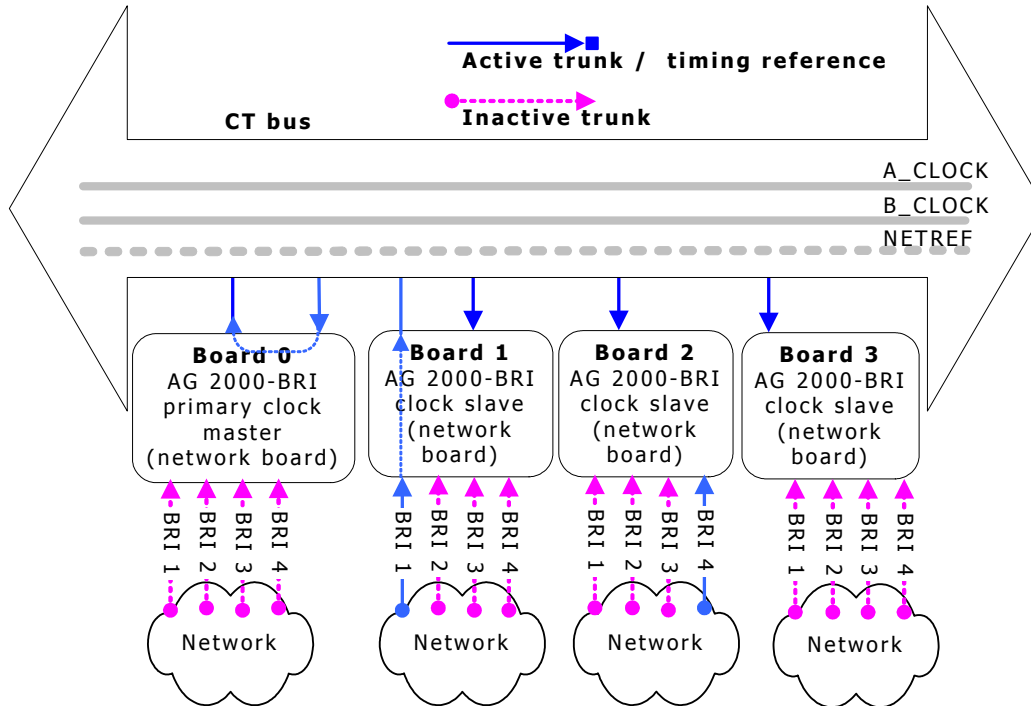 Active trunk / timing reference
Inactive trunk
CT bus
A_CLOCK
B_CLOCK
NETREF
Board 0
AG 2000-BRI
primary clock
master
(network board)
Board 1
AG 2000-BRI
clock slave
(network
board)
Board 2
AG 2000-BRI
clock slave
(network
board)
Board 3
AG 2000-BRI
clock slave
(network
board)
BRI 1
BRI 2
BRI 3
BRI 4
BRI 1
BRI 2
BRI 3
BRI 4
BRI 1
BRI 2
BRI 3
BRI 4
BRI 1
BRI 2
BRI 3
BRI 4
Network
Network
Network
Network